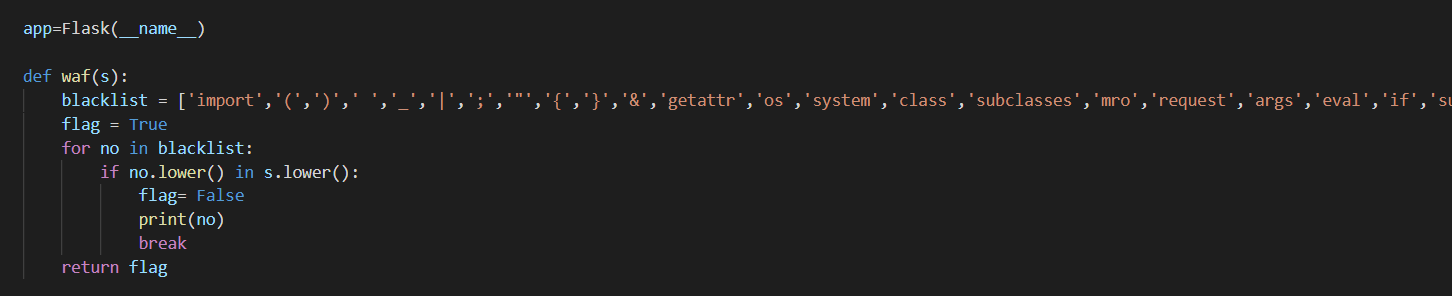 app=Flask(__name__)
def waf(s):
blacklist = ['import','(',')',' ','_','|',';','"','{','}','&','getattr','os','system','class','subclasses','mro','request','args','eval','if','su
flag = True
for no in blacklist:
if no.lower() in s.lower():
flag= False
print(no)
break
return flag